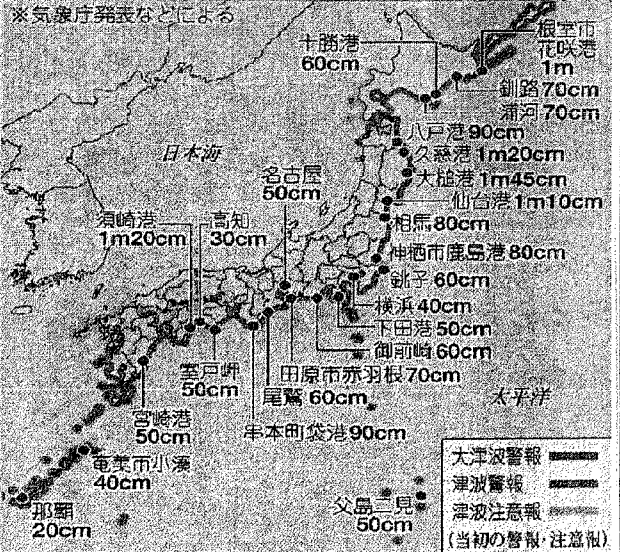 ※気象庁発表などによる
十勝港
60cm
根室市
花咲港
1m
釧路70cm
浦河70cm
八戸港90cm
久慈港1m20cm
大槌港1m45cm
仙台港1m10cm
相馬80cm
神栖市鹿島港80cm
銚子60cm
横浜40cm
下田港50cm
御前崎60cm
田原市赤羽根70cm
尾鷲60cm
串本町袋港90cm
日本海
名古屋
50cm
須崎港
1m20cm
高知
30cm
室戸岬
50cm
宮崎港
50cm
奄美市小湊
40cm
那覇
20cm
父島二見
50cm
太平洋
大津波警報
津波警報
津波注意報
(当初の警報・注意報)